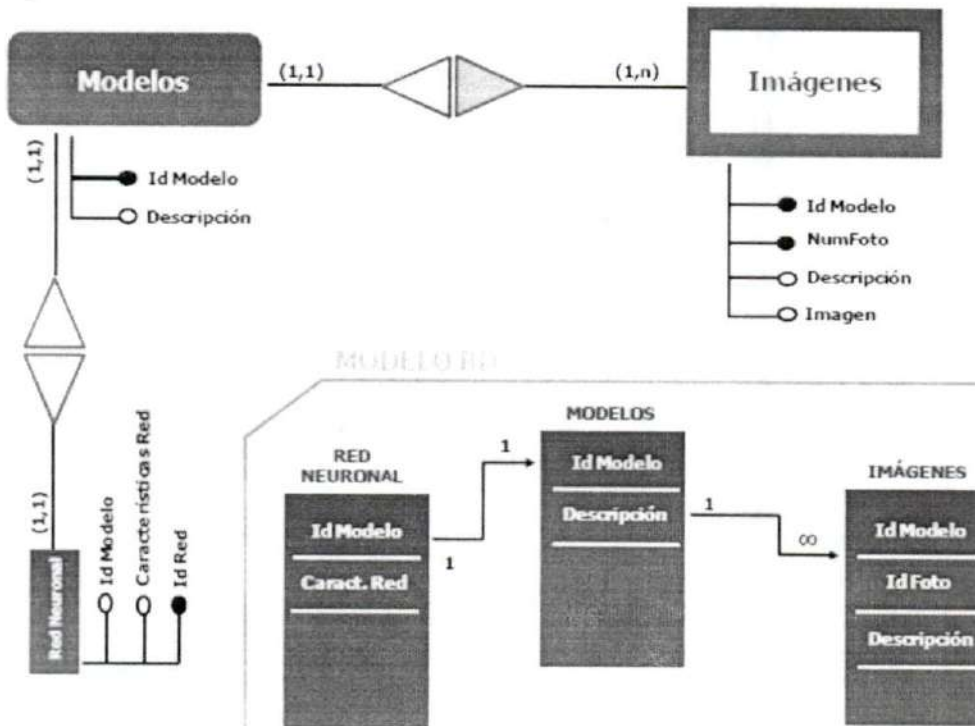 Modelos
(1,1)
(1,n)
Imágenes
(1,1)
Id Modelo
Descripción
Id Modelo
NumFoto
Descripción
Imagen
(1,1)
Red Neuronal
Id Modelo
Características Red
Id Red
MODELO BD
RED
NEURONAL
Id Modelo
Caract. Red
1
1
MODELOS
Id Modelo
Descripción
1
∞
IMÁGENES
Id Modelo
Id Foto
Descripción